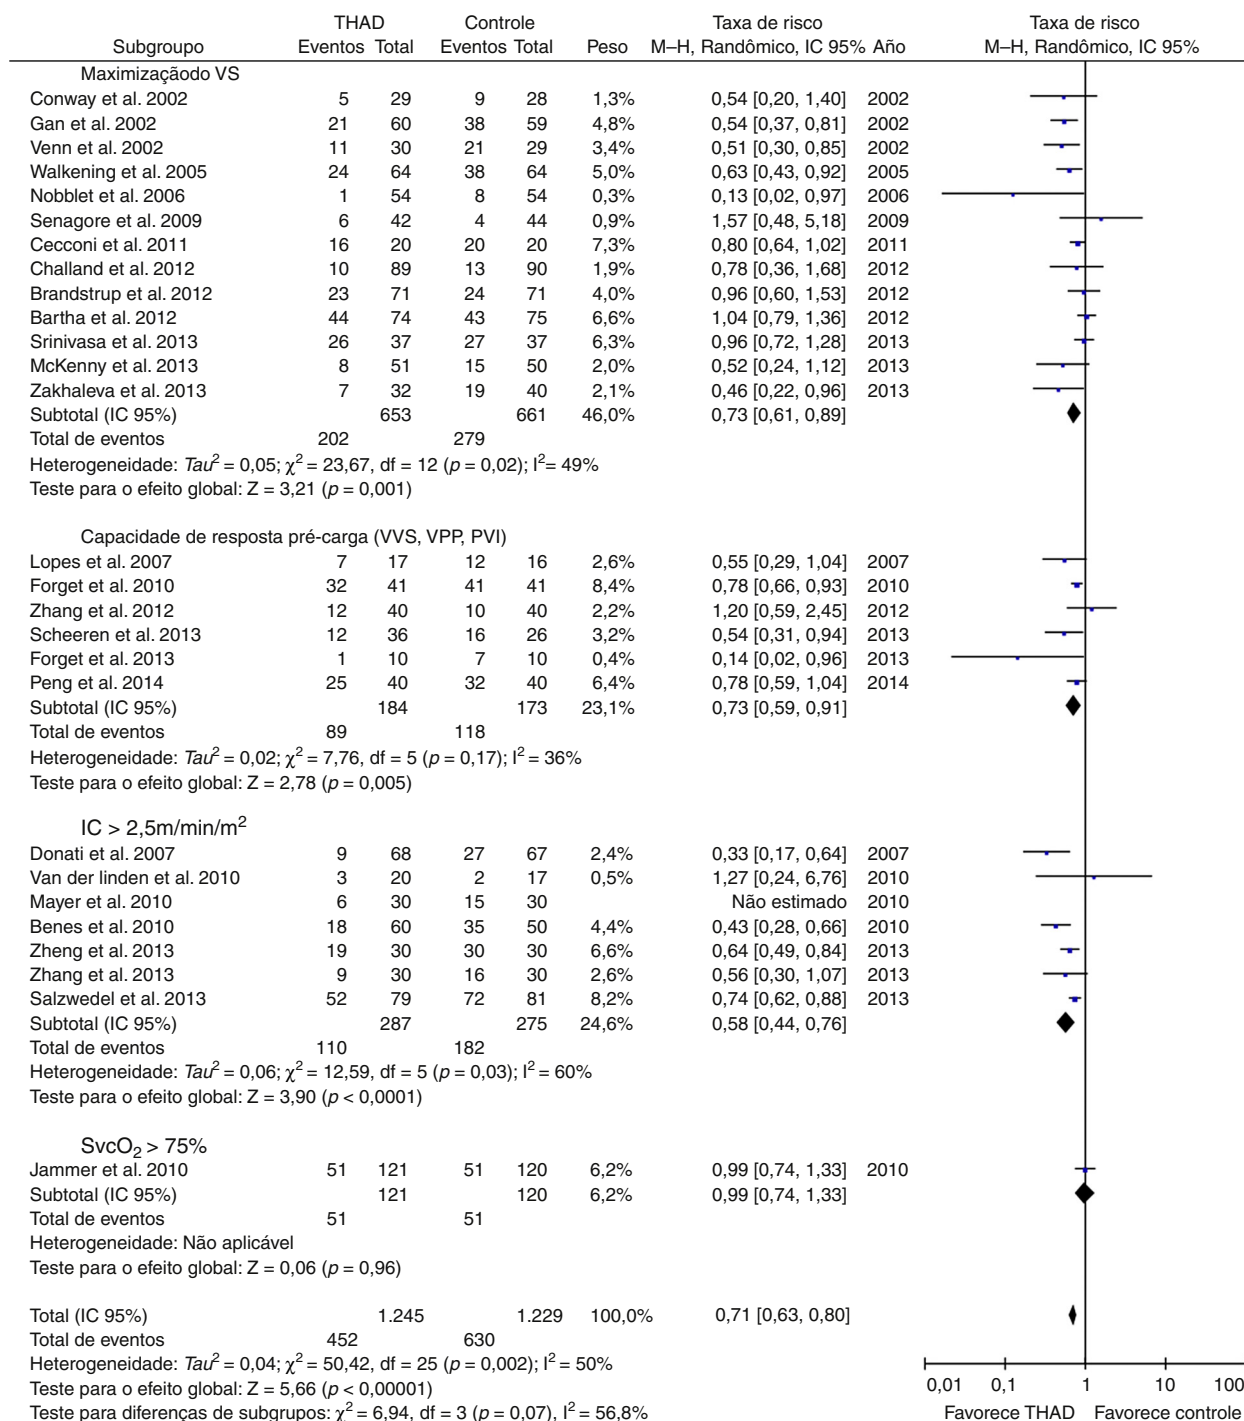 THAD Controle Taxa de risco Taxa de risco
Subgroupo Eventos Total Eventos Total Peso M–H, Randômico, IC 95% Año M–H, Randômico, IC 95%
Maximizaçãodo VS
Conway et al. 2002 5 29 9 28 1,3% 0,54 [0,20, 1,40] 2002
Gan et al. 2002 21 60 38 59 4,8% 0,54 [0,37, 0,81] 2002
Venn et al. 2002 11 30 21 29 3,4% 0,51 [0,30, 0,85] 2002
Walkening et al. 2005 24 64 38 64 5,0% 0,63 [0,43, 0,92] 2005
Nobblet et al. 2006 1 54 8 54 0,3% 0,13 [0,02, 0,97] 2006
Senagore et al. 2009 6 42 4 44 0,9% 1,57 [0,48, 5,18] 2009
Cecconi et al. 2011 16 20 20 20 7,3% 0,80 [0,64, 1,02] 2011
Challand et al. 2012 10 89 13 90 1,9% 0,78 [0,36, 1,68] 2012
Brandstrup et al. 2012 23 71 24 71 4,0% 0,96 [0,60, 1,53] 2012
Bartha et al. 2012 44 74 43 75 6,6% 1,04 [0,79, 1,36] 2012
Srinivasa et al. 2013 26 37 27 37 6,3% 0,96 [0,72, 1,28] 2013
McKenny et al. 2013 8 51 15 50 2,1% 0,52 [0,24, 1,12] 2013
Zakhaleva et al. 2013 7 32 19 40 2,1% 0,46 [0,22, 0,96] 2013
Subtotal (IC 95%) 653 661 46,0% 0,73 [0,61, 0,89]
Total de eventos 202 279
Heterogeneidade: Tau² = 0,05; χ² = 23,67, df = 12 (p = 0,02); I² = 49%
Teste para o efeito global: Z = 3,21 (p = 0,001)
Capacidade de resposta pré-carga (VVS, VPP, PVI)
Lopes et al. 2007 7 17 12 16 2,6% 0,55 [0,29, 1,04] 2007
Forget et al. 2010 32 41 41 41 8,4% 0,78 [0,66, 0,93] 2010
Zhang et al. 2012 12 40 10 40 2,2% 1,20 [0,59, 2,45] 2012
Scheeren et al. 2013 12 36 16 26 3,2% 0,54 [0,31, 0,94] 2013
Forget et al. 2013 1 10 7 10 0,4% 0,14 [0,02, 0,96] 2013
Peng et al. 2014 25 40 32 40 6,4% 0,78 [0,59, 1,04] 2014
Subtotal (IC 95%) 184 173 23,1% 0,73 [0,59, 0,91]
Total de eventos 89 118
Heterogeneidade: Tau² = 0,02; χ² = 7,76, df = 5 (p = 0,17); I² = 36%
Teste para o efeito global: Z = 2,78 (p = 0,005)
IC > 2,5m/min/m²
Donati et al. 2007 9 68 27 67 2,4% 0,33 [0,17, 0,64] 2007
Van der linden et al. 2010 3 20 2 17 0,5% 1,27 [0,24, 6,76] 2010
Mayer et al. 2010 6 30 15 30 Não estimado 2010
Benes et al. 2010 18 60 35 50 4,4% 0,43 [0,28, 0,66] 2010
Zheng et al. 2013 19 30 30 30 6,6% 0,64 [0,49, 0,84] 2013
Zhang et al. 2013 9 30 16 30 2,6% 0,56 [0,30, 1,07] 2013
Salzwedel et al. 2013 52 79 72 81 8,2% 0,74 [0,62, 0,88] 2013
Subtotal (IC 95%) 287 275 24,6% 0,58 [0,44, 0,76]
Total de eventos 110 182
Heterogeneidade: Tau² = 0,06; χ² = 12,59, df = 5 (p = 0,03); I² = 60%
Teste para o efeito global: Z = 3,90 (p < 0,0001)
SvcO₂ > 75%
Jammer et al. 2010 51 121 51 120 6,2% 0,99 [0,74, 1,33] 2010
Subtotal (IC 95%) 121 120 6,2% 0,99 [0,74, 1,33]
Total de eventos 51 51
Heterogeneidade: Não aplicável
Teste para o efeito global: Z = 0,06 (p = 0,96)
Total (IC 95%) 1.245 1.229 100,0% 0,71 [0,63, 0,80]
Total de eventos 452 630
Heterogeneidade: Tau² = 0,04; χ² = 50,42, df = 25 (p = 0,002); I² = 50%
Teste para o efeito global: Z = 5,66 (p < 0,00001)
Teste para diferenças de subgrupos: χ² = 6,94, df = 3 (p = 0,07), I² = 56,8%
0,01 0,1 1 10 100
Favorece THAD Favorece controle